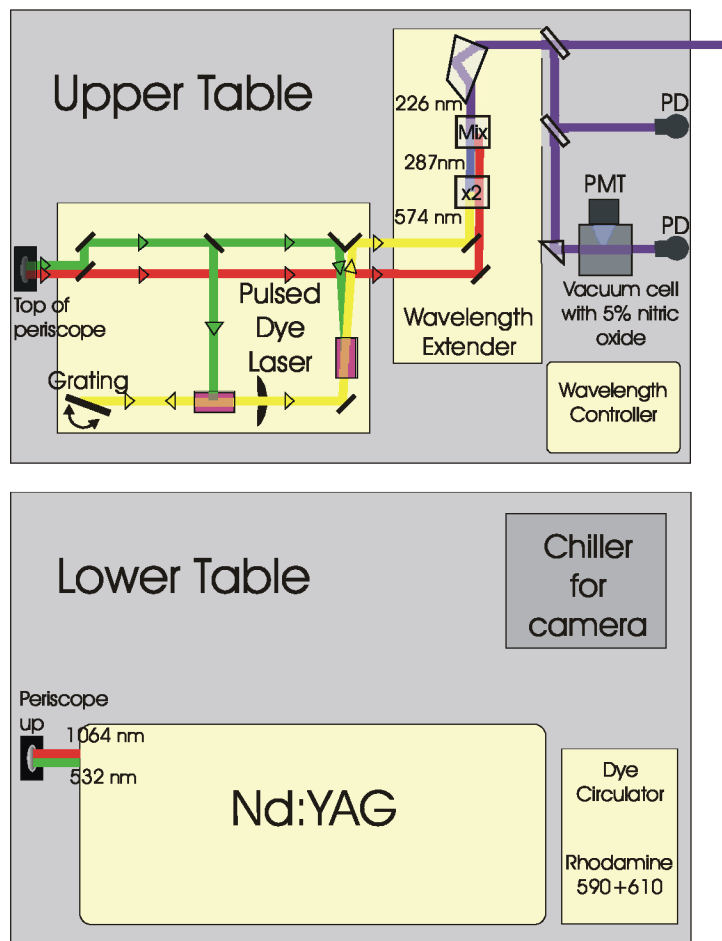 Upper Table
226 nm
Mix
287nm
x2
574 nm
PD
PMT
PD
Vacuum cell
with 5% nitric
oxide
Top of
periscope
Pulsed
Dye
Laser
Grating
Wavelength
Extender
Wavelength
Controller
Lower Table
Chiller
for
camera
Periscope
up
1064 nm
532 nm
Nd:YAG
Dye
Circulator
Rhodamine
590+610